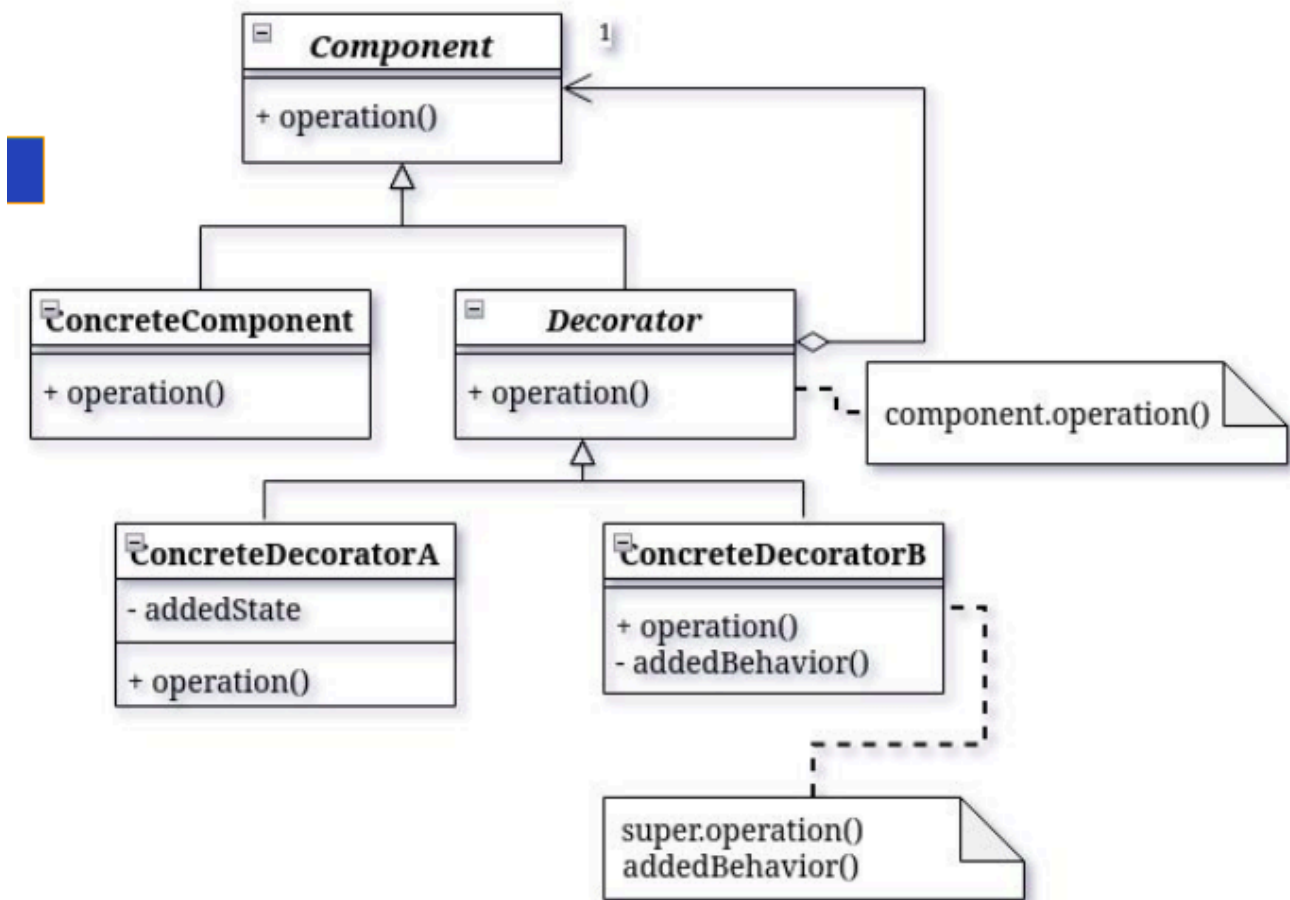 Component
1
+ operation()
ConcreteComponent
+ operation()
Decorator
+ operation()
component.operation()
ConcreteDecoratorA
- addedState
+ operation()
ConcreteDecoratorB
+ operation()
- addedBehavior()
super.operation()
addedBehavior()